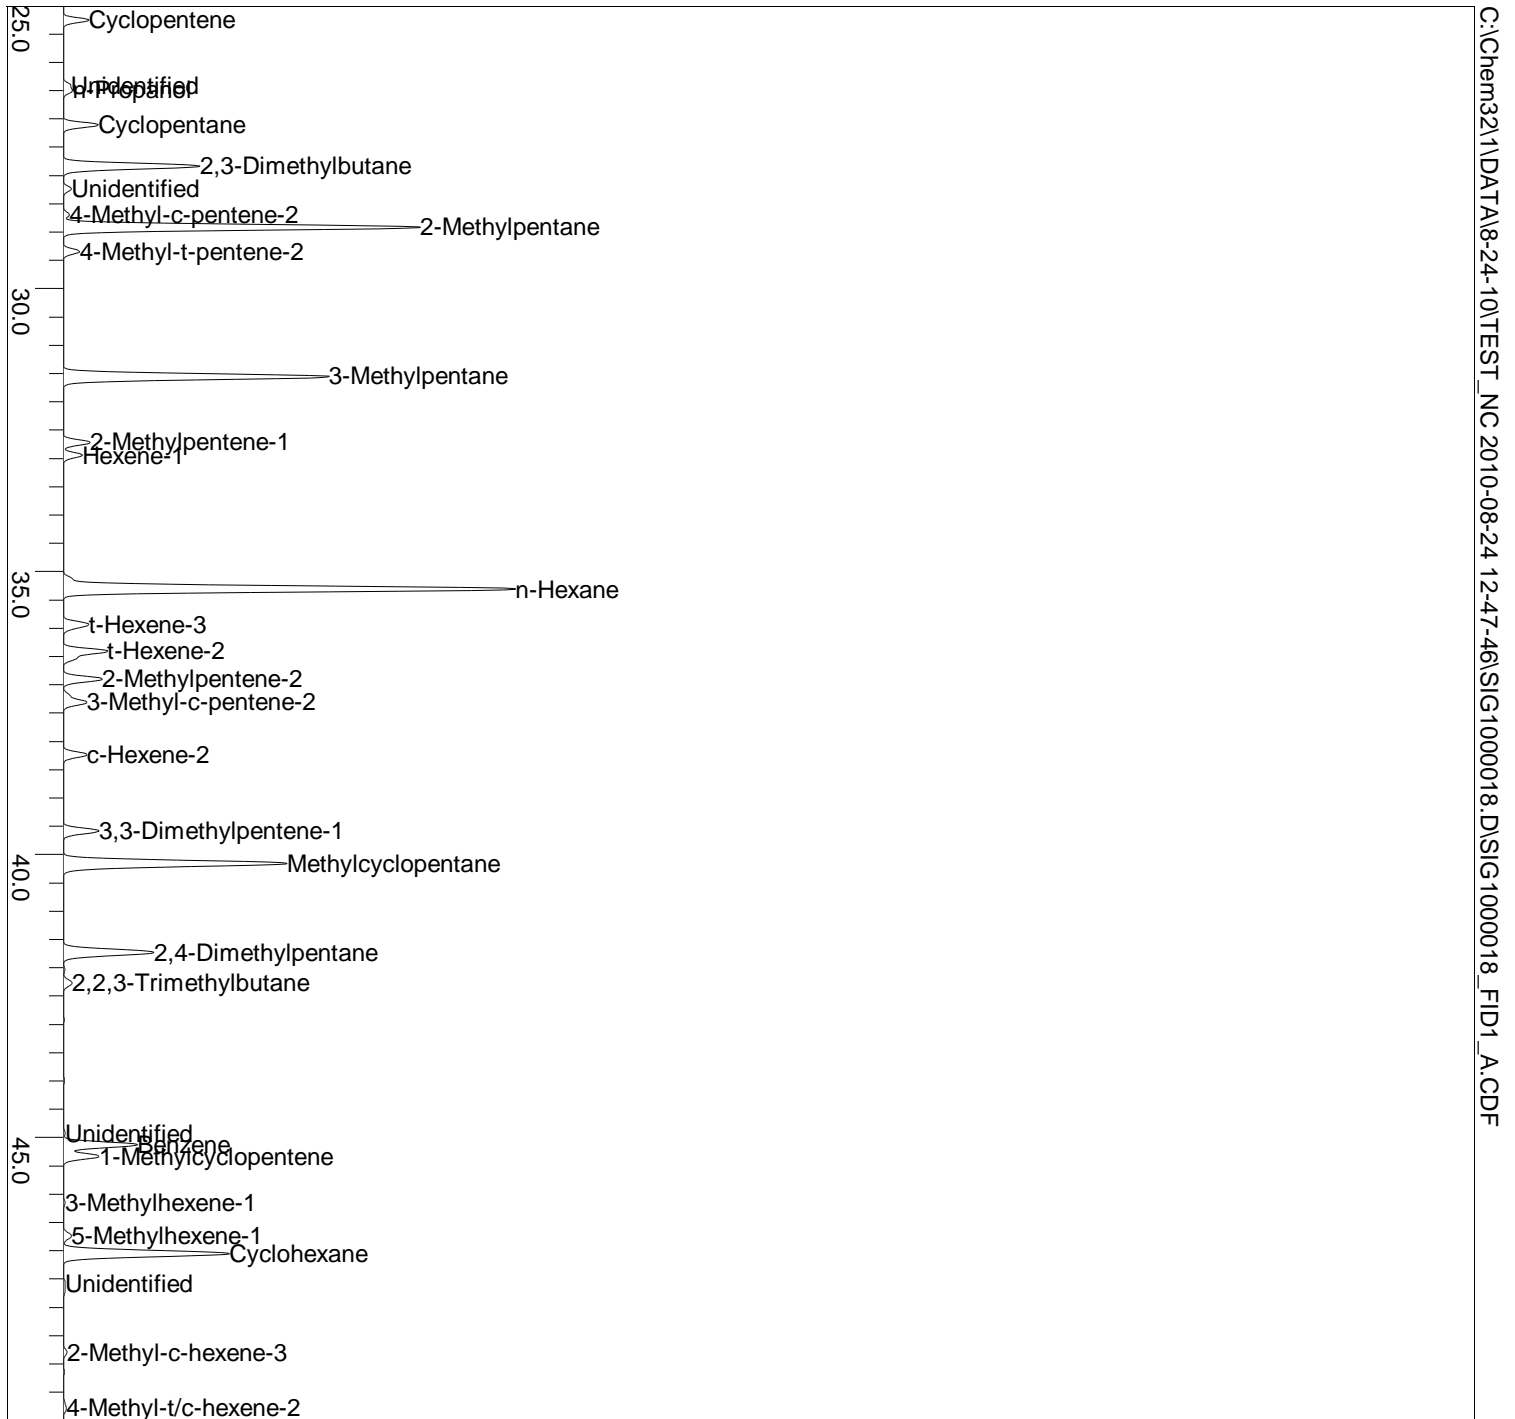 C:\Chem32\1\DATA\8-24-10\TEST_NC 2010-08-24 12-47-46\SIG1000018.D\SIG1000018_FID1_A.CDF
25.0
Cyclopentene
Unidentified
n-Propanol
Cyclopentane
2,3-Dimethylbutane
Unidentified
4-Methyl-c-pentene-2
2-Methylpentane
4-Methyl-t-pentene-2
30.0
3-Methylpentane
2-Methylpentene-1
Hexene-1
35.0
n-Hexane
t-Hexene-3
t-Hexene-2
2-Methylpentene-2
3-Methyl-c-pentene-2
c-Hexene-2
3,3-Dimethylpentene-1
40.0
Methylcyclopentane
2,4-Dimethylpentane
2,2,3-Trimethylbutane
Unidentified
45.0
Benzene
1-Methylcyclopentene
3-Methylhexene-1
5-Methylhexene-1
Cyclohexane
Unidentified
2-Methyl-c-hexene-3
4-Methyl-t/c-hexene-2